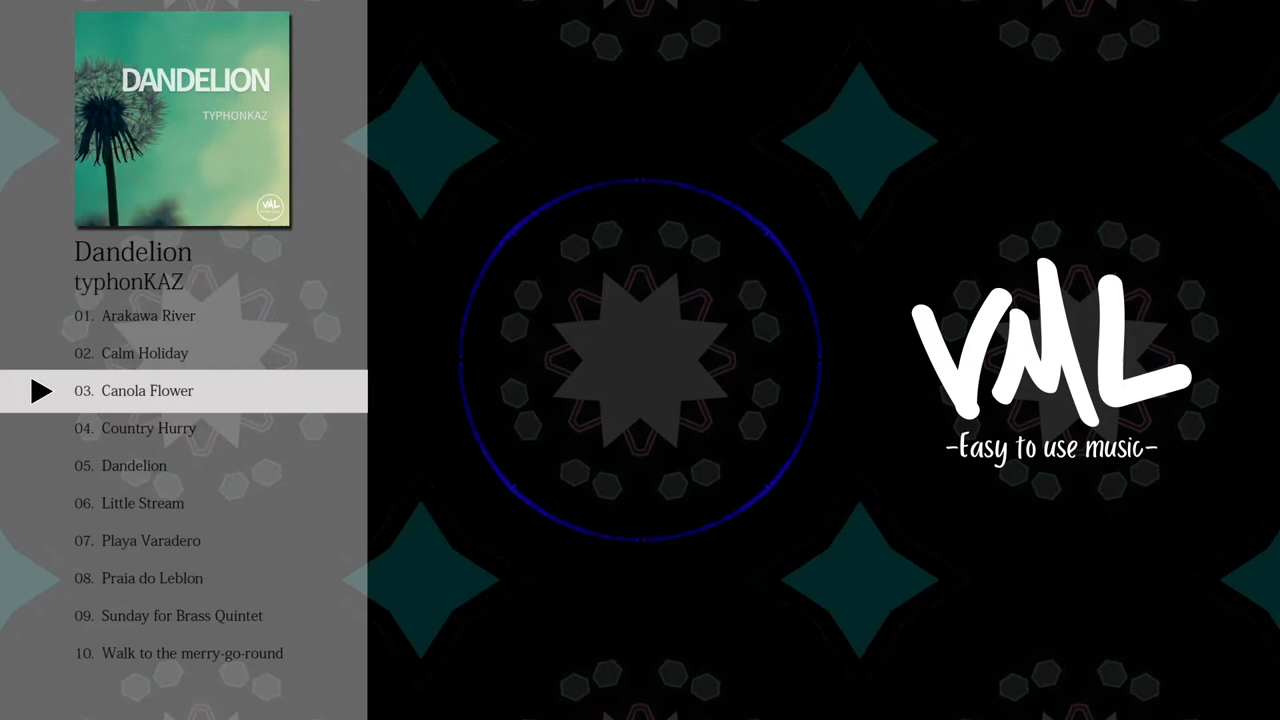 DANDELION
TYPHONKAZ
VML
Dandelion
typhonKAZ
01. Arakawa River
02. Calm Holiday
03. Canola Flower
04. Country Hurry
05. Dandelion
06. Little Stream
07. Playa Varadero
08. Praia do Leblon
09. Sunday for Brass Quintet
10. Walk to the merry-go-round
VML
-Easy to use music-